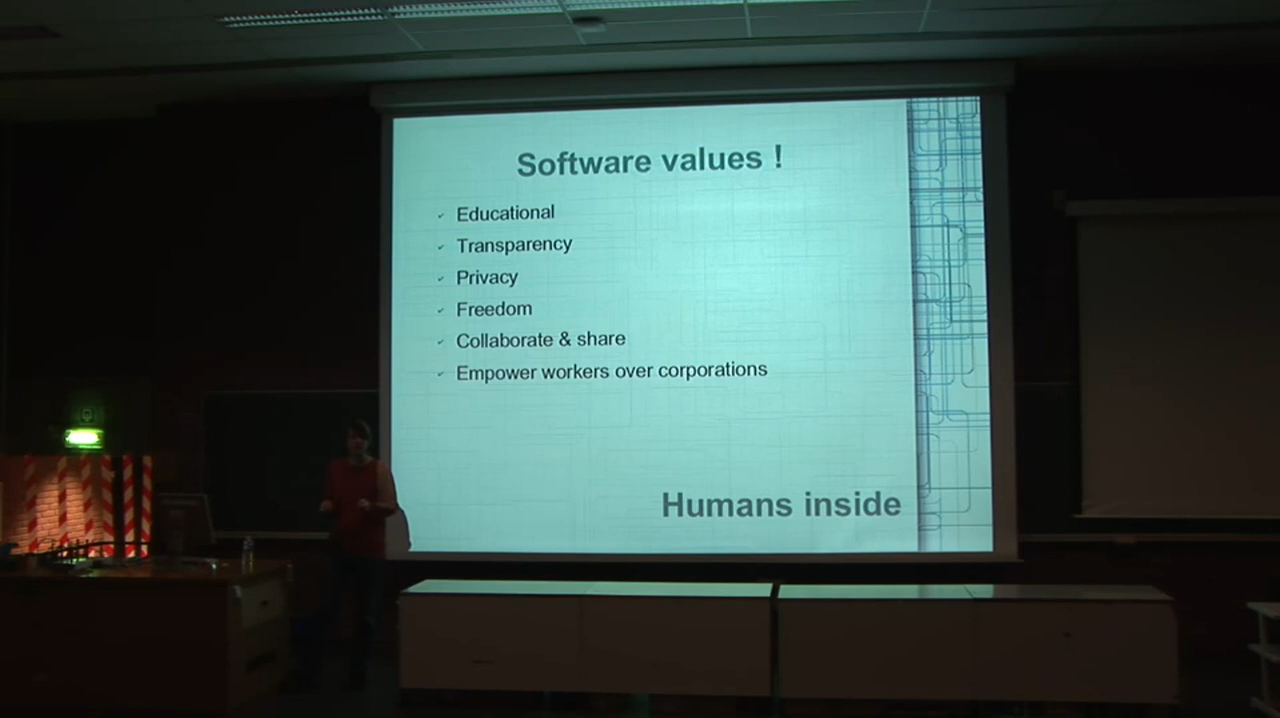 Software values !
Educational
Transparency
Privacy
Freedom
Collaborate & share
Empower workers over corporations
Humans inside